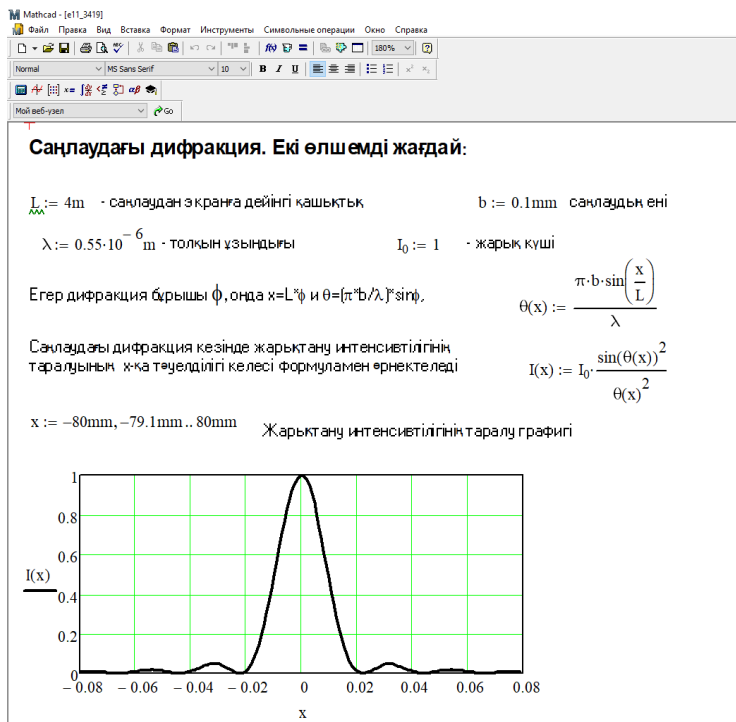 Mathcad - [e11_3419]
Файл Правка Вид Вставка Формат Инструменты Символьные операции Окно Справка
180%
Normal MS Sans Serif 10 B I U
Мой веб-узел Go
Саңлаудағы дифракция. Екі өлшемді жағдай:
L := 4m - саңлаудан экранға дейінгі қашықтық b := 0.1mm саңлаудың ені
λ := 0.55·10^-6 m - толқын ұзындығы I₀ := 1 - жарық күші
Егер дифракция бұрышы ϕ, онда x=L*ϕ и θ=(π*b/λ)*sinϕ, θ(x) := π·b·sin(x/L) / λ
Саңлаудағы дифракция кезінде жарықтану интенсивтілігінің
таралуының x-қа тәуелділігі келесі формуламен өрнектеледі I(x) := I₀· sin(θ(x))² / θ(x)²
x := −80mm, −79.1mm .. 80mm Жарықтану интенсивтілігінің таралу графигі
1
0.8
0.6
I(x)
0.4
0.2
0
− 0.08 − 0.06 − 0.04 − 0.02 0 0.02 0.04 0.06 0.08
x